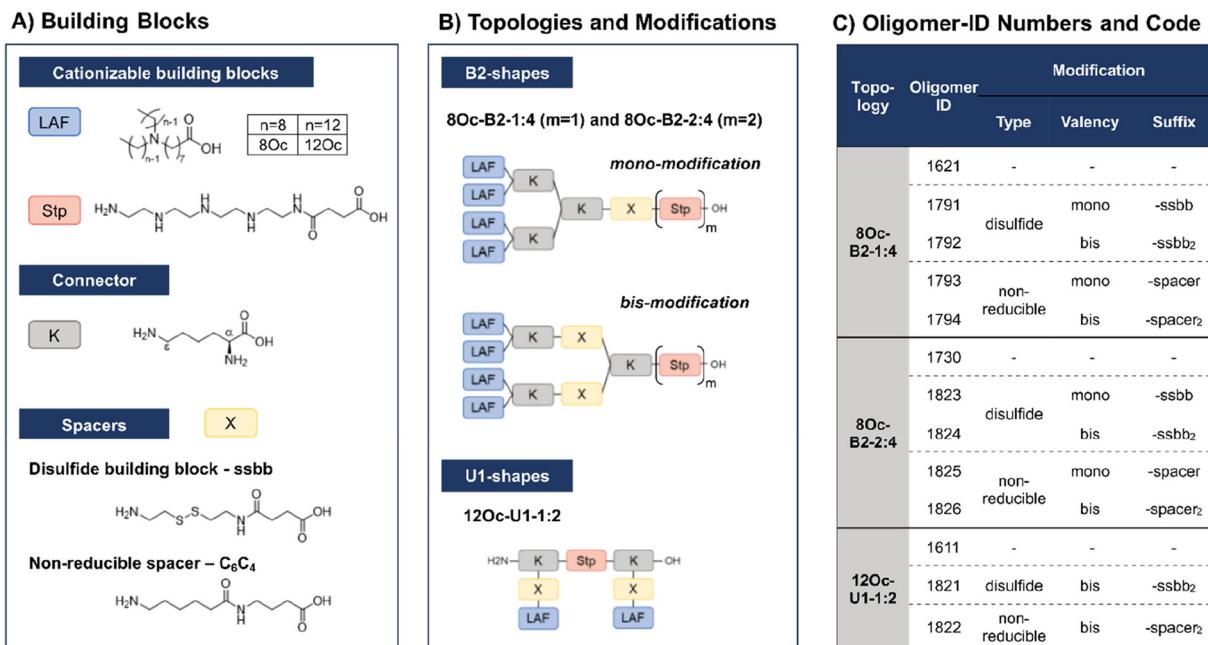 A) Building Blocks
Cationizable building blocks
LAF
n-1
N
n-1
7
O
OH
n=8 n=12
8Oc 12Oc
Stp
H2N
N
H
H
N
N
H
H
N
N
H
O
O
OH
Connector
K
H2N
ε
α
O
OH
NH2
Spacers
X
Disulfide building block - ssbb
H2N
S
S
H
N
O
O
OH
Non-reducible spacer – C6C4
H2N
O
N
H
O
OH
B) Topologies and Modifications
B2-shapes
8Oc-B2-1:4 (m=1) and 8Oc-B2-2:4 (m=2)
mono-modification
LAF
LAF
K
K X Stp OH
m
LAF
LAF
K
bis-modification
LAF
LAF
K X
K Stp OH
m
LAF
LAF
K X
U1-shapes
12Oc-U1-1:2
H2N K Stp K OH
X X
LAF LAF
C) Oligomer-ID Numbers and Code
Topo-
logy
Oligomer
ID
Modification
Type Valency Suffix
8Oc-
B2-1:4
1621 - - -
1791 disulfide mono -ssbb
1792 bis -ssbb2
1793 non-
reducible mono -spacer
1794 bis -spacer2
8Oc-
B2-2:4
1730 - - -
1823 disulfide mono -ssbb
1824 bis -ssbb2
1825 non-
reducible mono -spacer
1826 bis -spacer2
12Oc-
U1-1:2
1611 - - -
1821 disulfide bis -ssbb2
1822 non-
reducible bis -spacer2